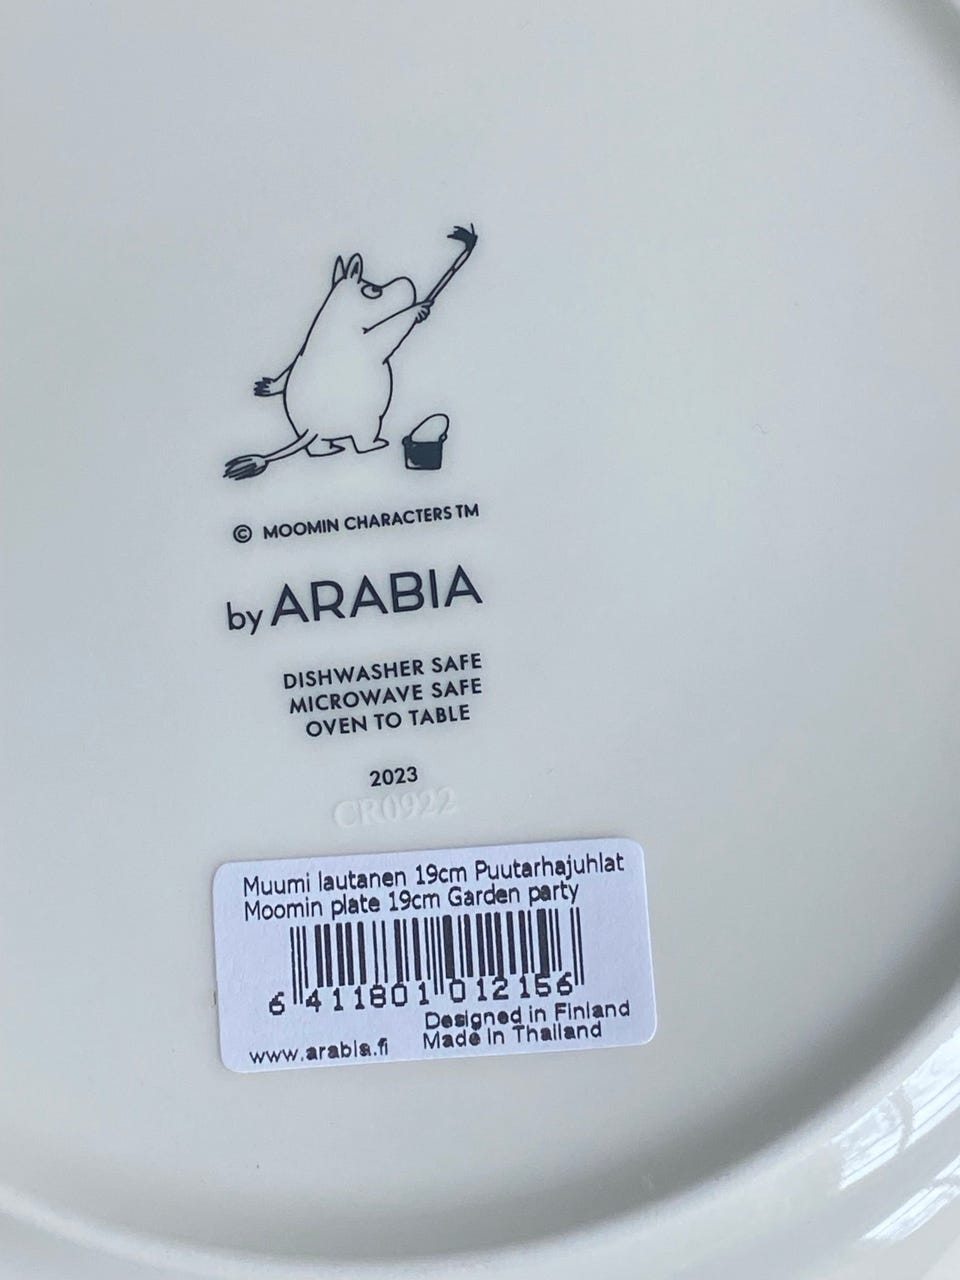 © MOOMIN CHARACTERS TM
by ARABIA
DISHWASHER SAFE
MICROWAVE SAFE
OVEN TO TABLE
2023
CR0922
Muumi lautanen 19cm Puutarhajuhlat
Moomin plate 19cm Garden party
6 411801 012156
Designed in Finland
www.arabia.fi Made in Thailand